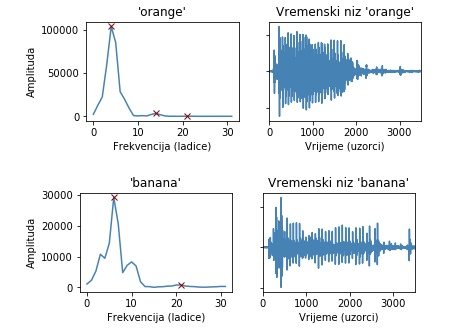 'orange'
Vremenski niz 'orange'
Amplituda
100000
50000
0
0 10 20 30
0 1000 2000 3000
Frekvencija (ladice)
Vrijeme (uzorci)
'banana'
Vremenski niz 'banana'
Amplituda
30000
20000
10000
0
0 10 20 30
0 1000 2000 3000
Frekvencija (ladice)
Vrijeme (uzorci)